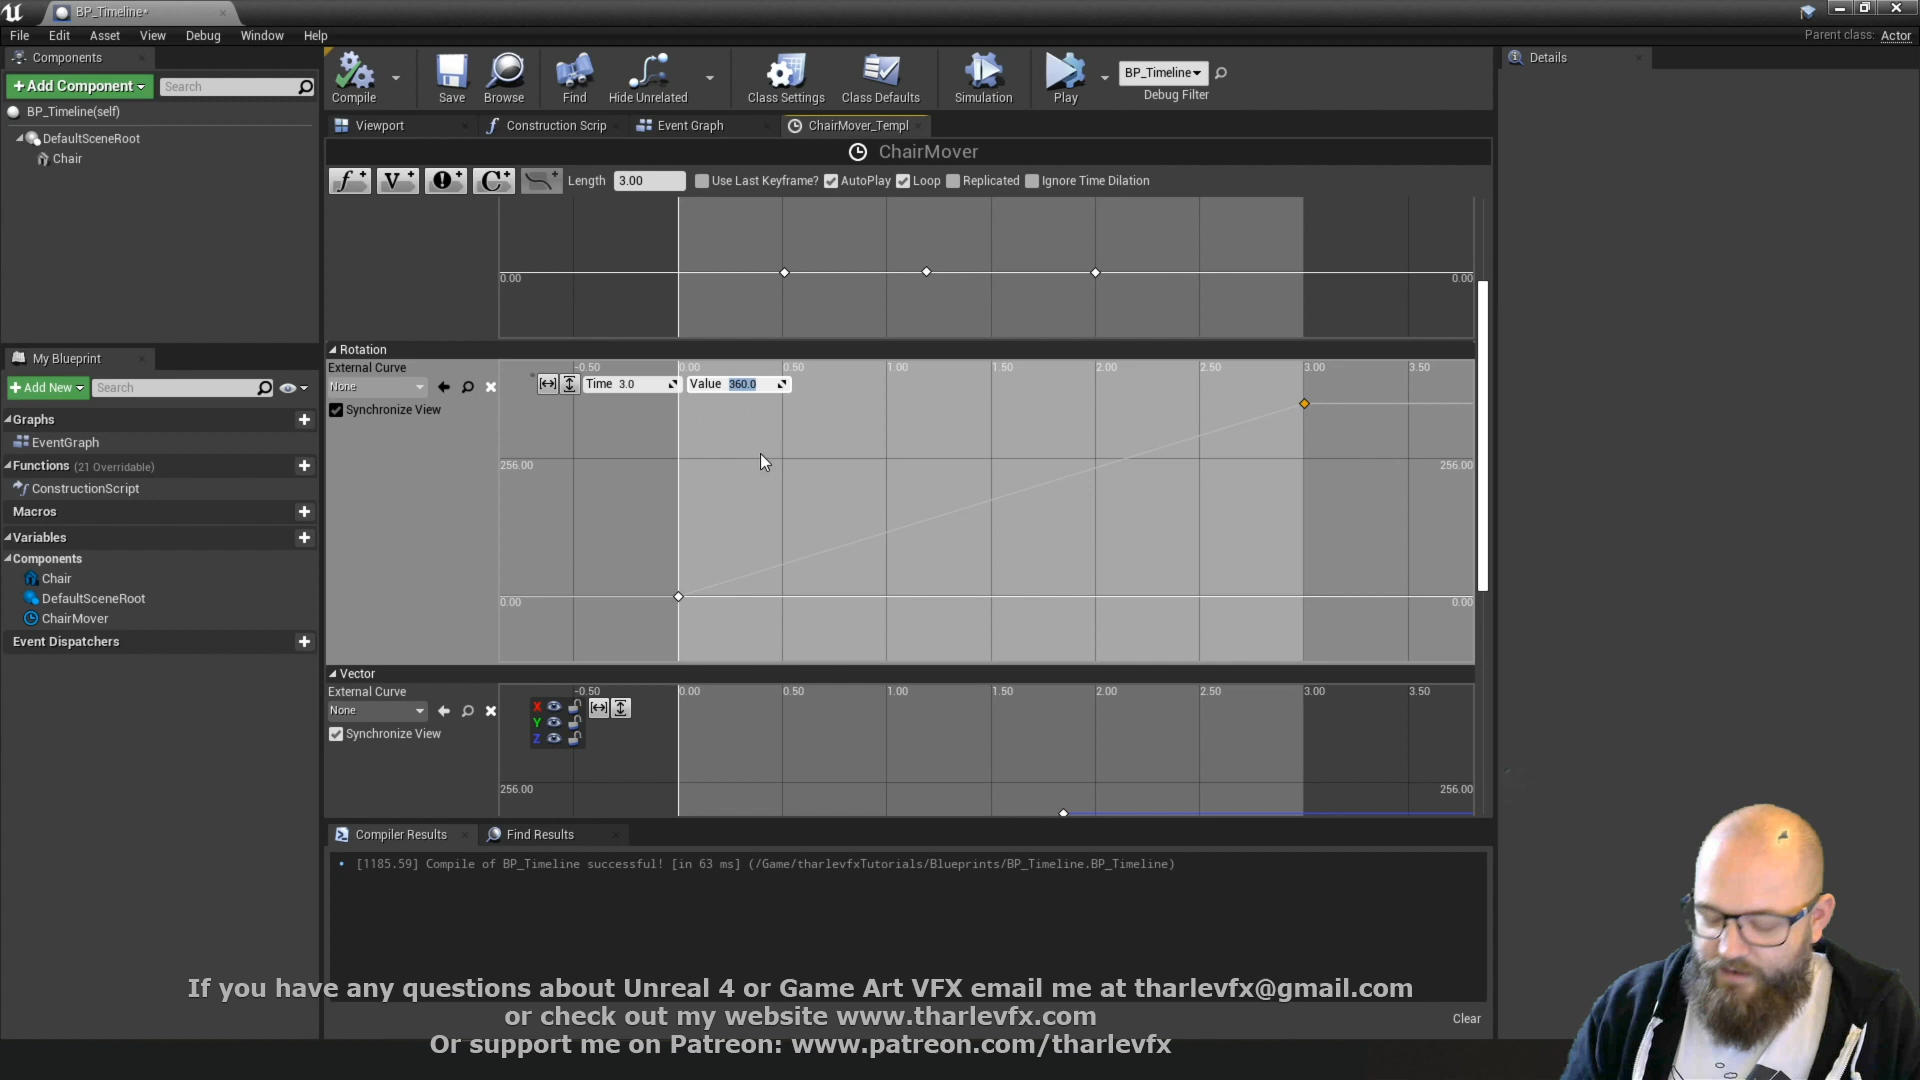 BP_Timeline*
File Edit Asset View Debug Window Help
Parent class: Actor
Components
+Add Component
Search
BP_Timeline(self)
DefaultSceneRoot
Chair
Compile
Save
Browse
Find
Hide Unrelated
Class Settings
Class Defaults
Simulation
Play
BP_Timeline
Debug Filter
Details
Viewport
Construction Scrip
Event Graph
ChairMover_Templ
ChairMover
Length 3.00 Use Last Keyframe? AutoPlay Loop Replicated Ignore Time Dilation
0.00 0.00
Rotation
External Curve
None
Synchronize View
-0.50 0.00 0.50 1.00 1.50 2.00 2.50 3.00 3.50
Time 3.0 Value 360.0
256.00 256.00
0.00 0.00
Vector
External Curve
None
Synchronize View
X
Y
Z
-0.50 0.00 0.50 1.00 1.50 2.00 2.50 3.00 3.50
256.00 256.00
My Blueprint
+Add New
Search
Graphs
EventGraph
Functions (21 Overridable)
ConstructionScript
Macros
Variables
Components
Chair
DefaultSceneRoot
ChairMover
Event Dispatchers
Compiler Results
Find Results
[1185.59] Compile of BP_Timeline successful! [in 63 ms] (/Game/tharlevfxTutorials/Blueprints/BP_Timeline.BP_Timeline)
Clear
If you have any questions about Unreal 4 or Game Art VFX email me at tharlevfx@gmail.com
or check out my website www.tharlevfx.com
Or support me on Patreon: www.patreon.com/tharlevfx